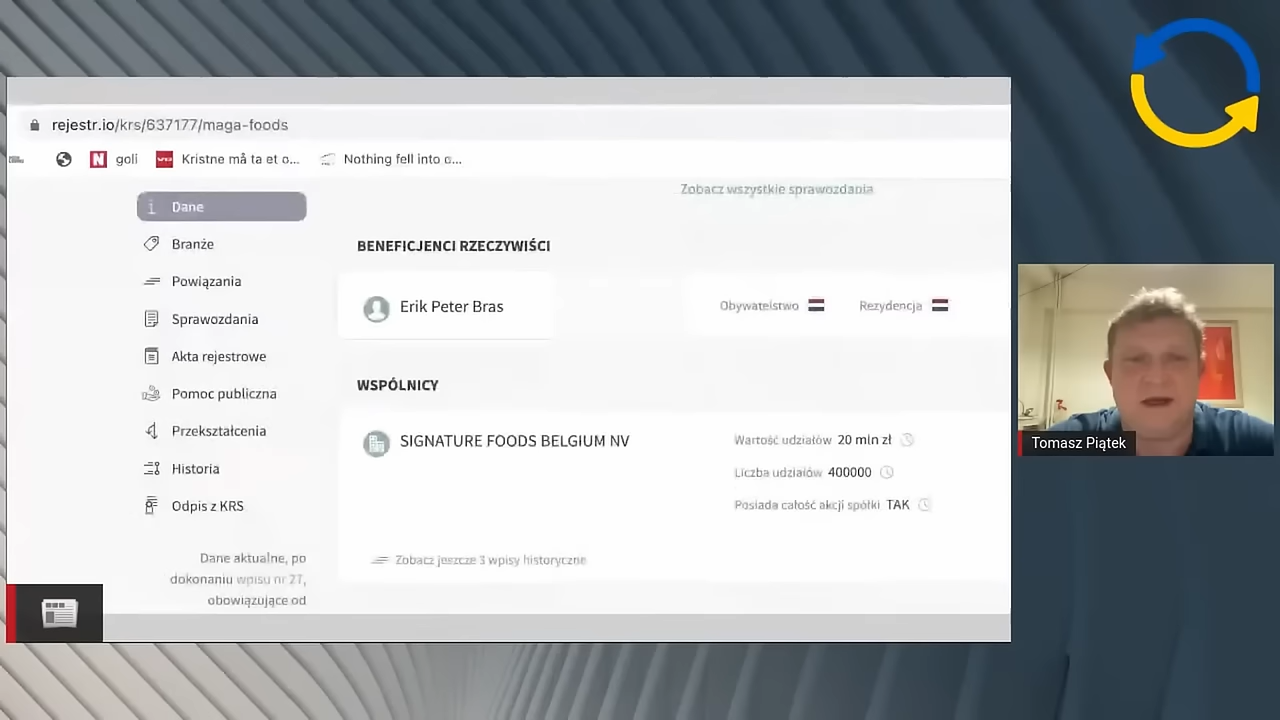 rejestr.io/krs/637177/maga-foods
N goli Kristne må ta et o... Nothing fell into a...
Zobacz wszystkie sprawozdania
Dane
Branże
Powiązania
Sprawozdania
Akta rejestrowe
Pomoc publiczna
Przekształcenia
Historia
Odpis z KRS
Dane aktualne, po
dokonaniu wpisu nr 27,
obowiązujące od
BENEFICJENCI RZECZYWIŚCI
Erik Peter Bras
Obywatelstwo
Rezydencja
WSPÓLNICY
SIGNATURE FOODS BELGIUM NV
Wartość udziałów 20 mln zł
Liczba udziałów 400000
Posiada całość akcji spółki TAK
Zobacz jeszcze 3 wpisy historyczne
Tomasz Piątek